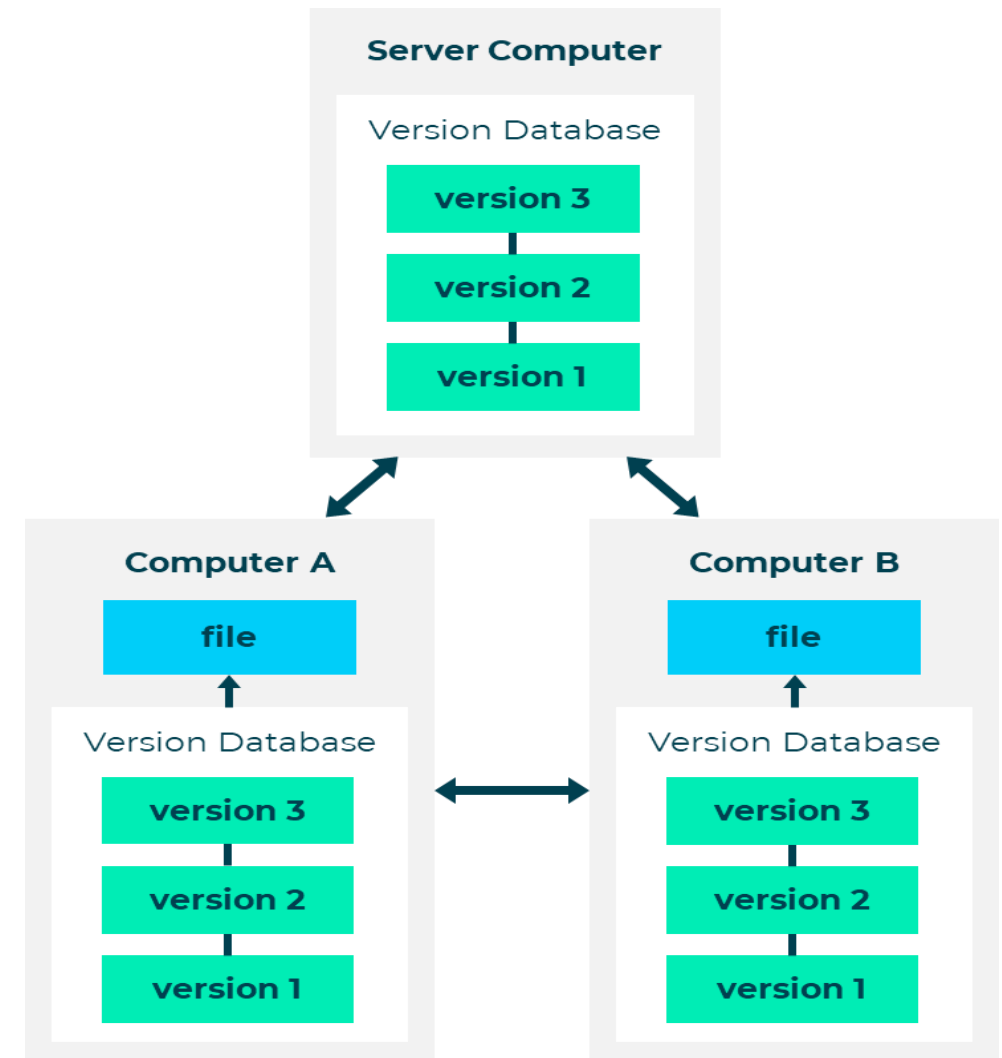 Server Computer
Version Database
version 3
version 2
version 1
Computer A
file
Version Database
version 3
version 2
version 1
Computer B
file
Version Database
version 3
version 2
version 1